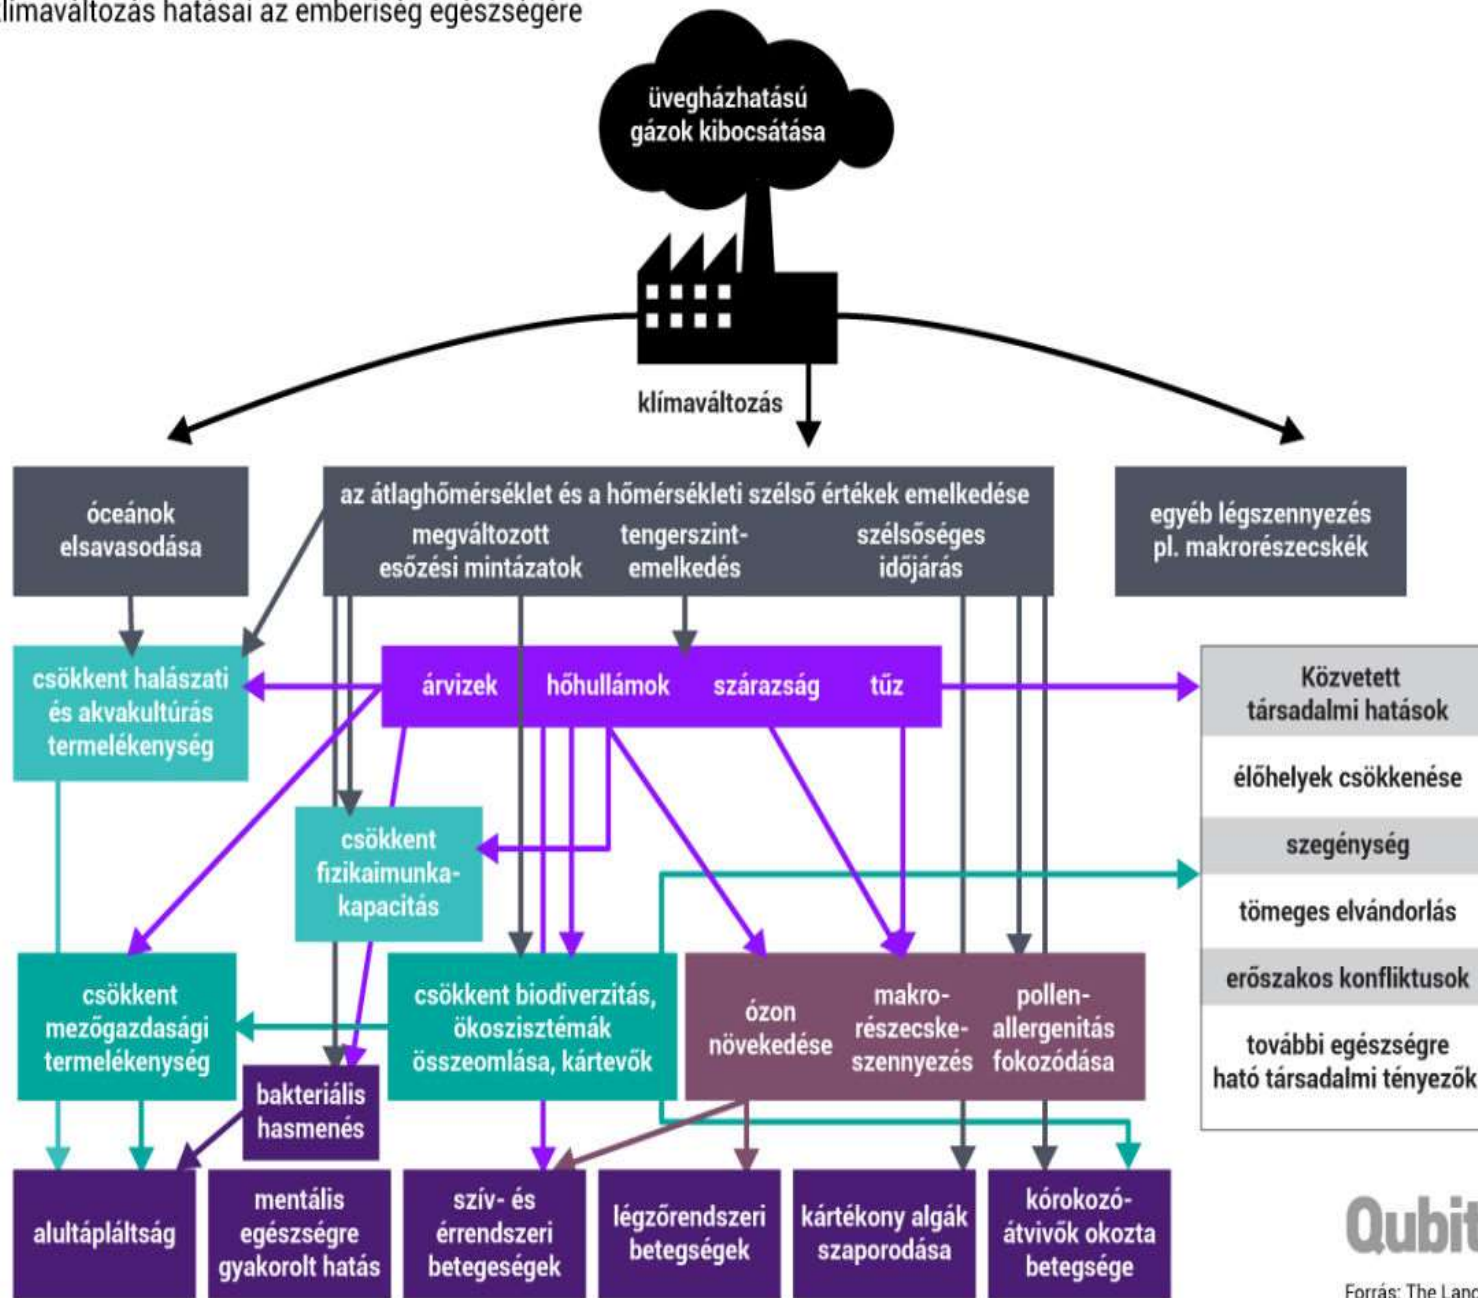 klímaváltozás hatásai az emberiség egészségére
üvegházhatású
gázok kibocsátása
klímaváltozás
óceánok
elsavasodása
az átlaghőmérséklet és a hőmérsékleti szélső értékek emelkedése
megváltozott
esőzési mintázatok
tengerszint-
emelkedés
szélsőséges
időjárás
egyéb légszennyezés
pl. makrorészecskék
csökkent halászati
és akvakultúrás
termelékenység
árvizek
hőhullámok
szárazság
tűz
Közvetett
társadalmi hatások
élőhelyek csökkenése
szegénység
tömeges elvándorlás
erőszakos konfliktusok
további egészségre
ható társadalmi tényezők
csökkent
fizikaimunka-
kapacitás
csökkent
mezőgazdasági
termelékenység
csökkent biodiverzitás,
ökoszisztémák
összeomlása, kártevők
ózon
növekedése
makro-
részecske-
szennyezés
pollen-
allergenitás
fokozódása
bakteriális
hasmenés
alultápláltság
mentális
egészségre
gyakorolt hatás
szív- és
érrendszeri
betegeségek
légzőrendszeri
betegségek
kártékony algák
szaporodása
kórokozó-
átvivők okozta
betegsége
Qubit
Forrás: The Lanc